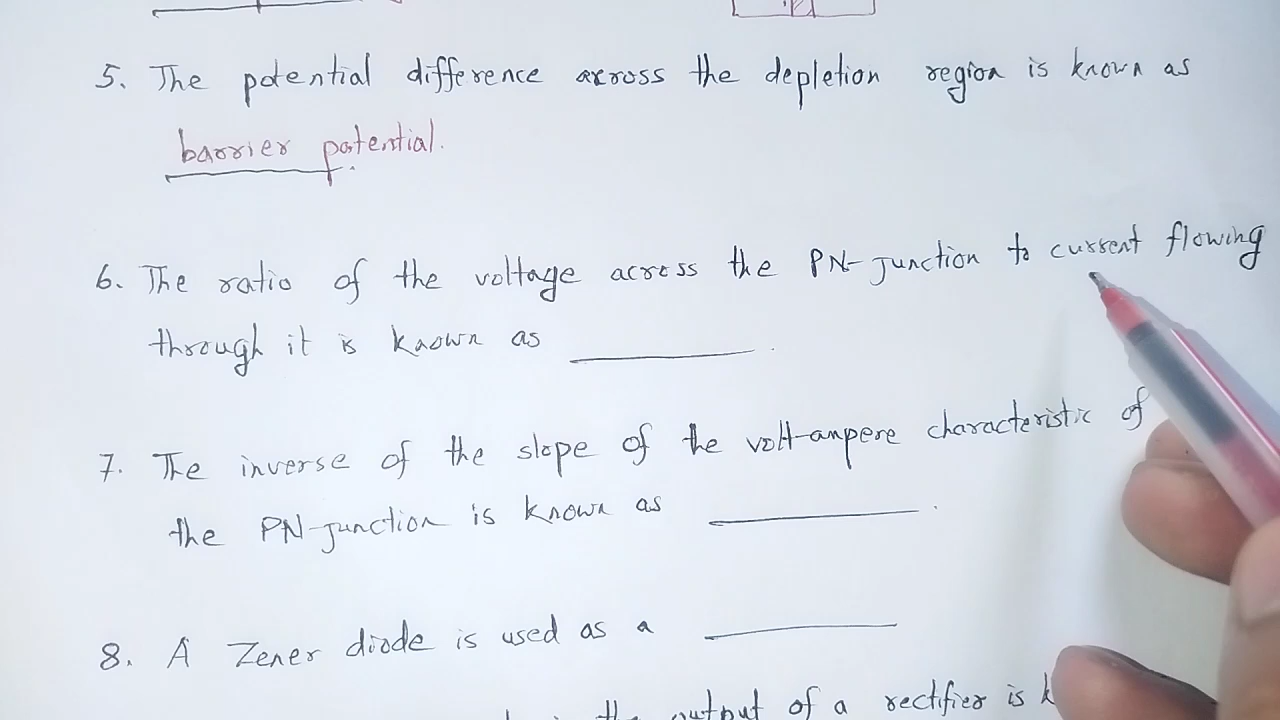 5. The potential difference across the depletion region is known as
barrier potential.
6. The ratio of the voltage across the PN-junction to current flowing
through it is known as ________.
7. The inverse of the slope of the volt-ampere characteristic of
the PN-junction is known as ________.
8. A Zener diode is used as a ________
the output of a rectifier is